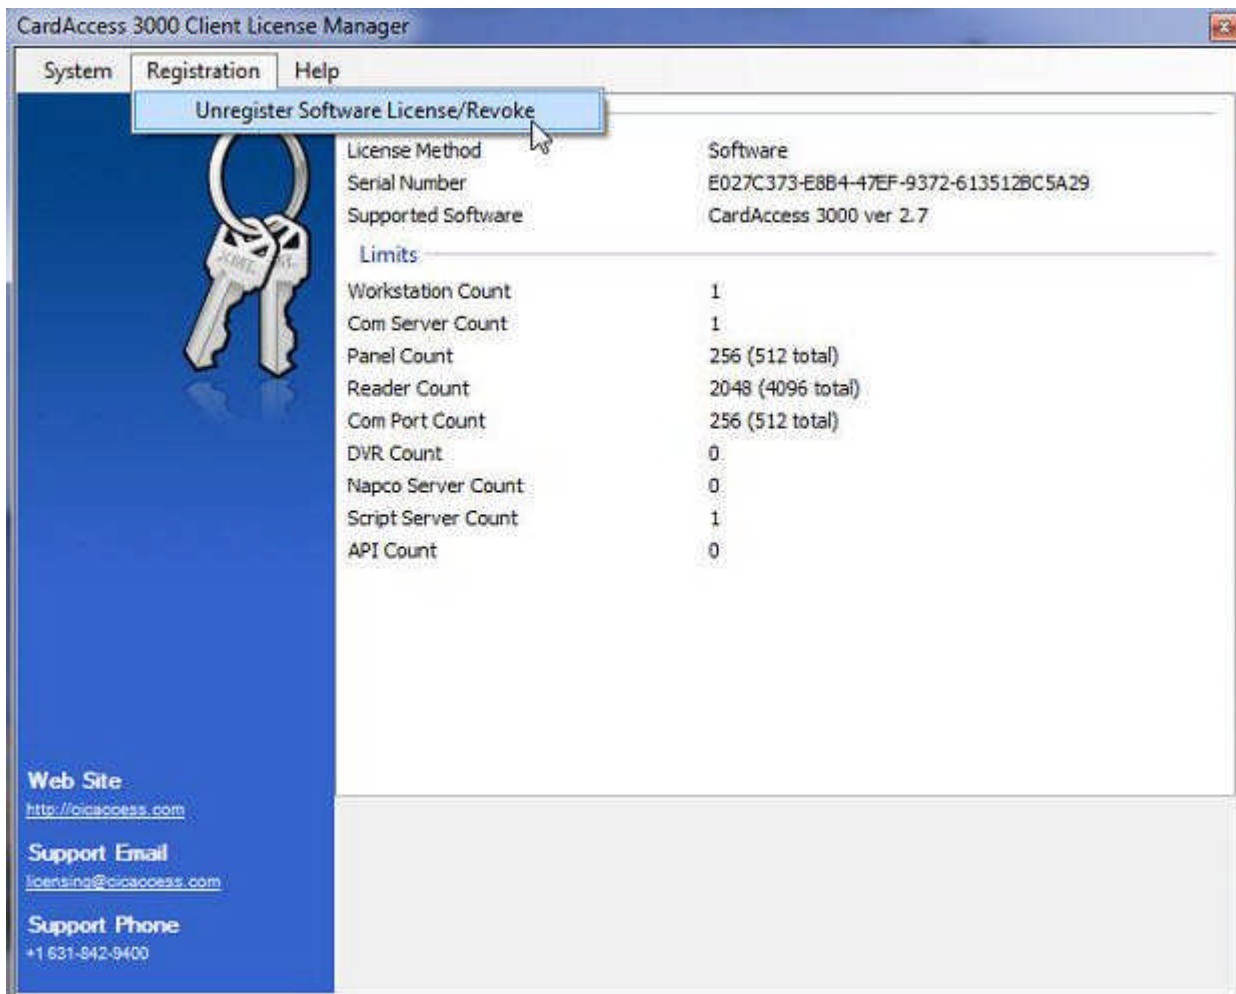 CardAccess 3000 Client License Manager
System Registration Help
Unregister Software License/Revoke
License Method Software
Serial Number E027C373-E8B4-47EF-9372-613512BC5A29
Supported Software CardAccess 3000 ver 2.7
Limits
Workstation Count 1
Com Server Count 1
Panel Count 256 (512 total)
Reader Count 2048 (4096 total)
Com Port Count 256 (512 total)
DVR Count 0
Napco Server Count 0
Script Server Count 1
API Count 0
Web Site
http://cicaccess.com
Support Email
licensing@cicaccess.com
Support Phone
+1 631-842-9400